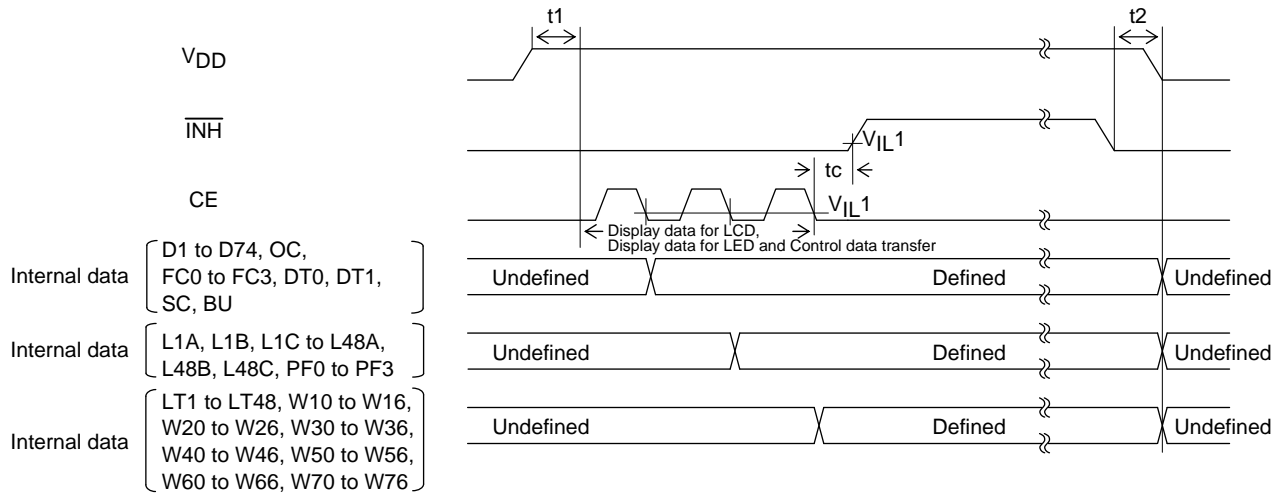 t1
t2
VDD
INH
VIL1
tc
CE
VIL1
Display data for LCD,
Display data for LED and Control data transfer
Internal data
D1 to D74, OC,
FC0 to FC3, DT0, DT1,
SC, BU
Undefined
Defined
Undefined
Internal data
L1A, L1B, L1C to L48A,
L48B, L48C, PF0 to PF3
Undefined
Defined
Undefined
Internal data
LT1 to LT48, W10 to W16,
W20 to W26, W30 to W36,
W40 to W46, W50 to W56,
W60 to W66, W70 to W76
Undefined
Defined
Undefined